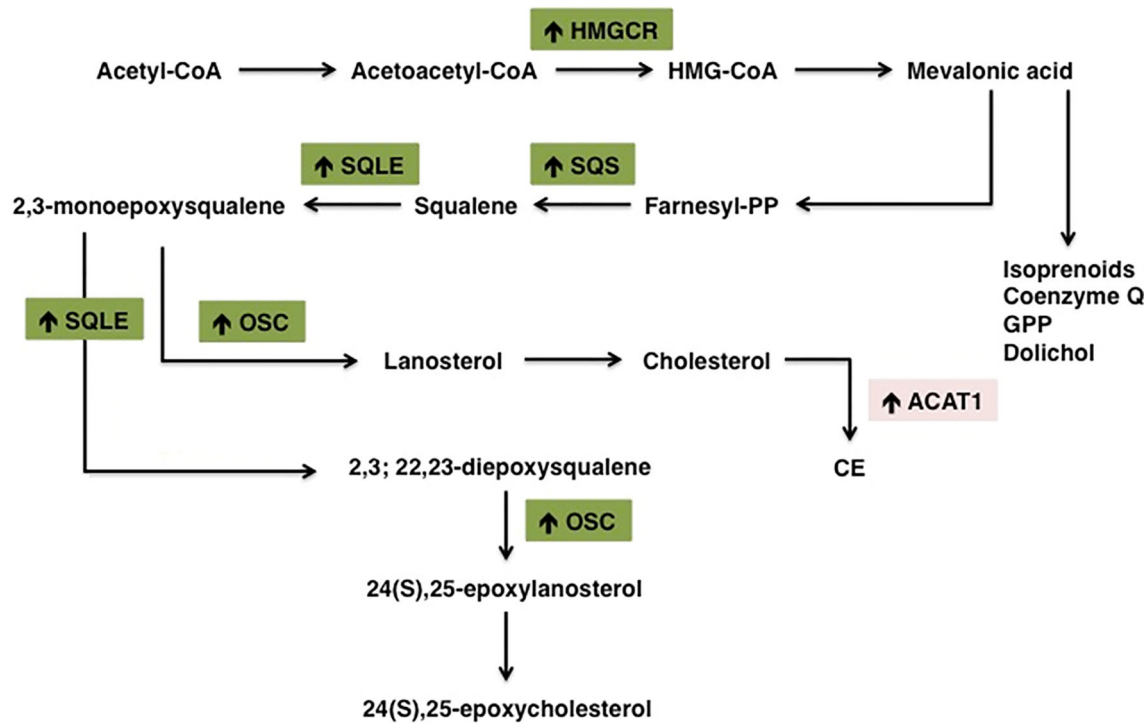 ↑ HMGCR
Acetyl-CoA Acetoacetyl-CoA HMG-CoA Mevalonic acid
↑ SQLE ↑ SQS
2,3-monoepoxysqualene Squalene Farnesyl-PP
Isoprenoids
Coenzyme Q
GPP
Dolichol
↑ SQLE ↑ OSC
Lanosterol Cholesterol
↑ ACAT1
2,3; 22,23-diepoxysqualene CE
↑ OSC
24(S),25-epoxylanosterol
24(S),25-epoxycholesterol